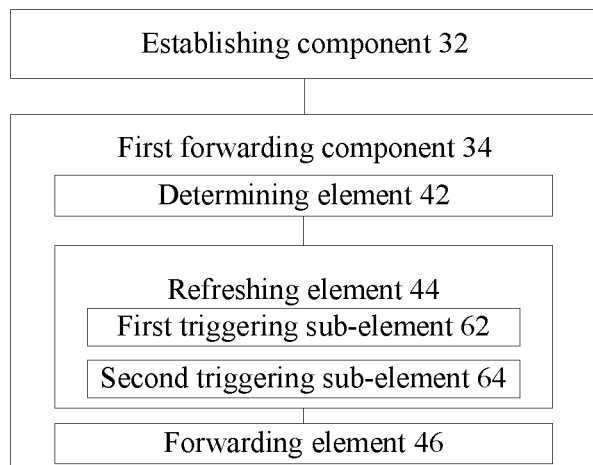 Establishing component 32
First forwarding component 34
Determining element 42
Refreshing element 44
First triggering sub-element 62
Second triggering sub-element 64
Forwarding element 46